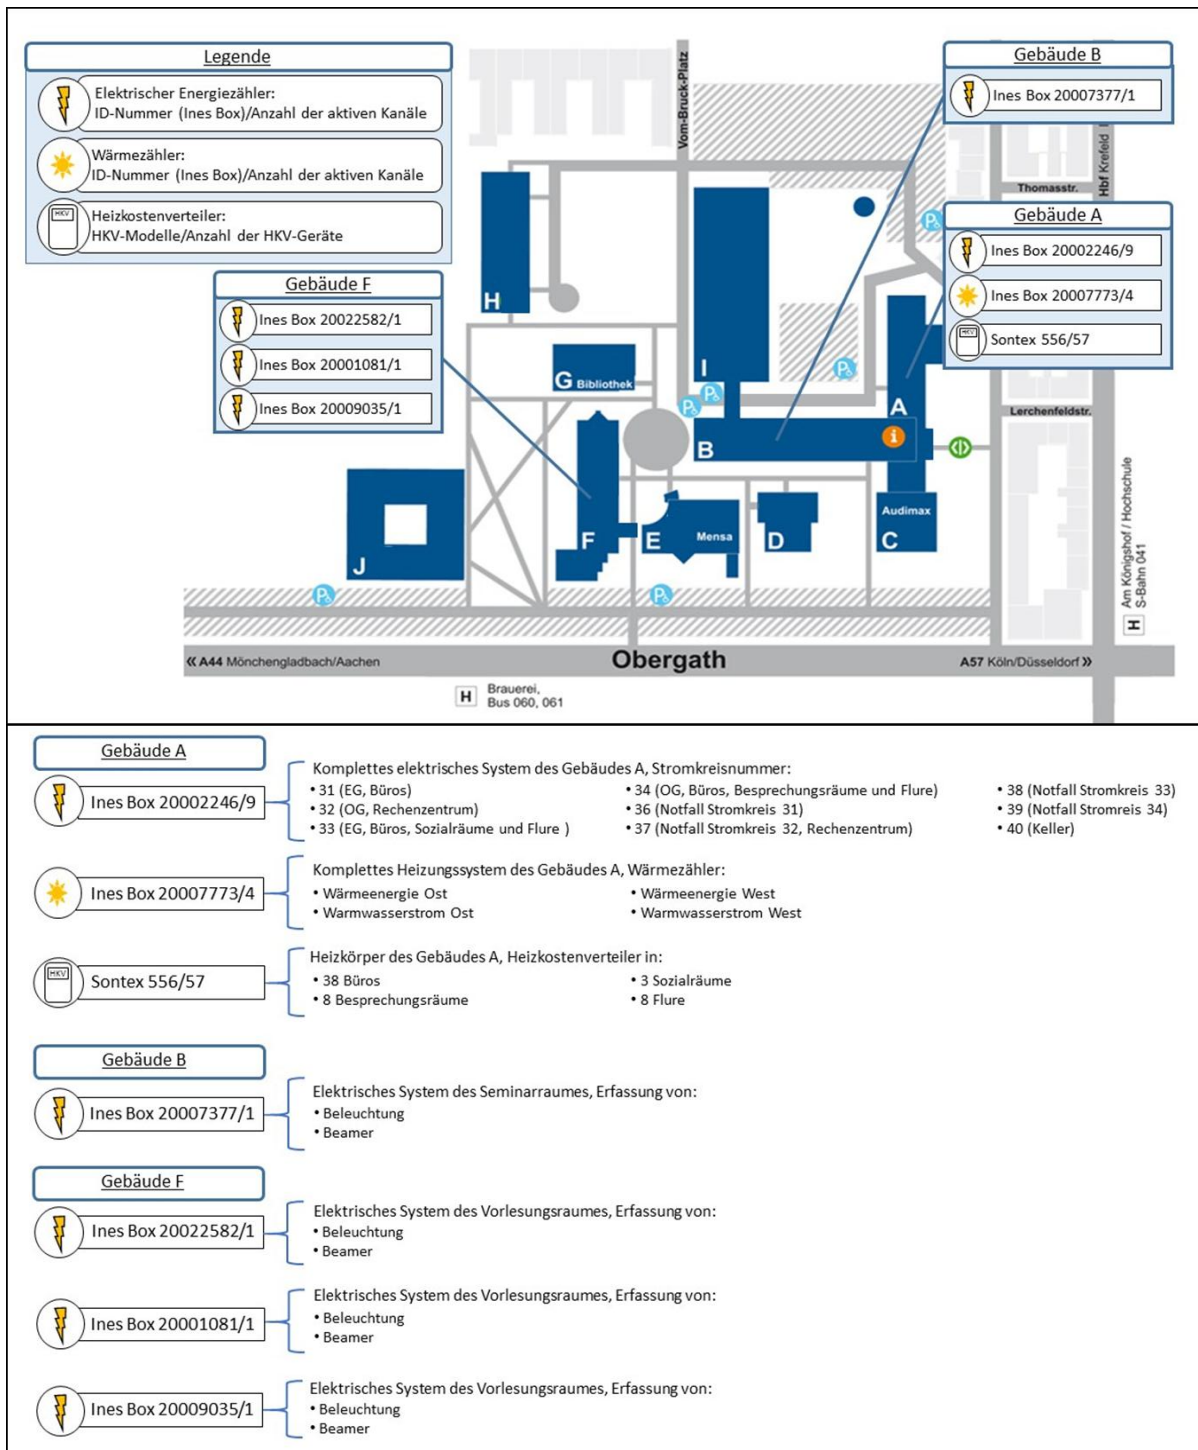 Legende
Elektrischer Energiezähler:
ID-Nummer (Ines Box)/Anzahl der aktiven Kanäle
Wärmezähler:
ID-Nummer (Ines Box)/Anzahl der aktiven Kanäle
HKV
Heizkostenverteiler:
HKV-Modelle/Anzahl der HKV-Geräte
Vom-Bruck-Platz
Gebäude B
Ines Box 20007377/1
Hbf Krefeld
Thomasstr.
Gebäude A
Ines Box 20002246/9
Ines Box 20007773/4
HKV
Sontex 556/57
Gebäude F
Ines Box 20022582/1
Ines Box 20001081/1
Ines Box 20009035/1
P
H
I
G Bibliothek
P
P
P
A
Lerchenfeldstr.
B
i
Audimax
F
E
Mensa
D
C
J
P
P
Am Königshof / Hochschule
S-Bahn 041
H
« A44 Mönchengladbach/Aachen
Obergath
A57 Köln/Düsseldorf »
H
Brauerei,
Bus 060, 061
Gebäude A
Ines Box 20002246/9
Komplettes elektrisches System des Gebäudes A, Stromkreisnummer:
• 31 (EG, Büros)
• 32 (OG, Rechenzentrum)
• 33 (EG, Büros, Sozialräume und Flure )
• 34 (OG, Büros, Besprechungsräume und Flure)
• 36 (Notfall Stromkreis 31)
• 37 (Notfall Stromkreis 32, Rechenzentrum)
• 38 (Notfall Stromkreis 33)
• 39 (Notfall Stromreis 34)
• 40 (Keller)
Ines Box 20007773/4
Komplettes Heizungssystem des Gebäudes A, Wärmezähler:
• Wärmeenergie Ost
• Warmwasserstrom Ost
• Wärmeenergie West
• Warmwasserstrom West
HKV
Sontex 556/57
Heizkörper des Gebäudes A, Heizkostenverteiler in:
• 38 Büros
• 8 Besprechungsräume
• 3 Sozialräume
• 8 Flure
Gebäude B
Ines Box 20007377/1
Elektrisches System des Seminarraumes, Erfassung von:
• Beleuchtung
• Beamer
Gebäude F
Ines Box 20022582/1
Elektrisches System des Vorlesungsraumes, Erfassung von:
• Beleuchtung
• Beamer
Ines Box 20001081/1
Elektrisches System des Vorlesungsraumes, Erfassung von:
• Beleuchtung
• Beamer
Ines Box 20009035/1
Elektrisches System des Vorlesungsraumes, Erfassung von:
• Beleuchtung
• Beamer